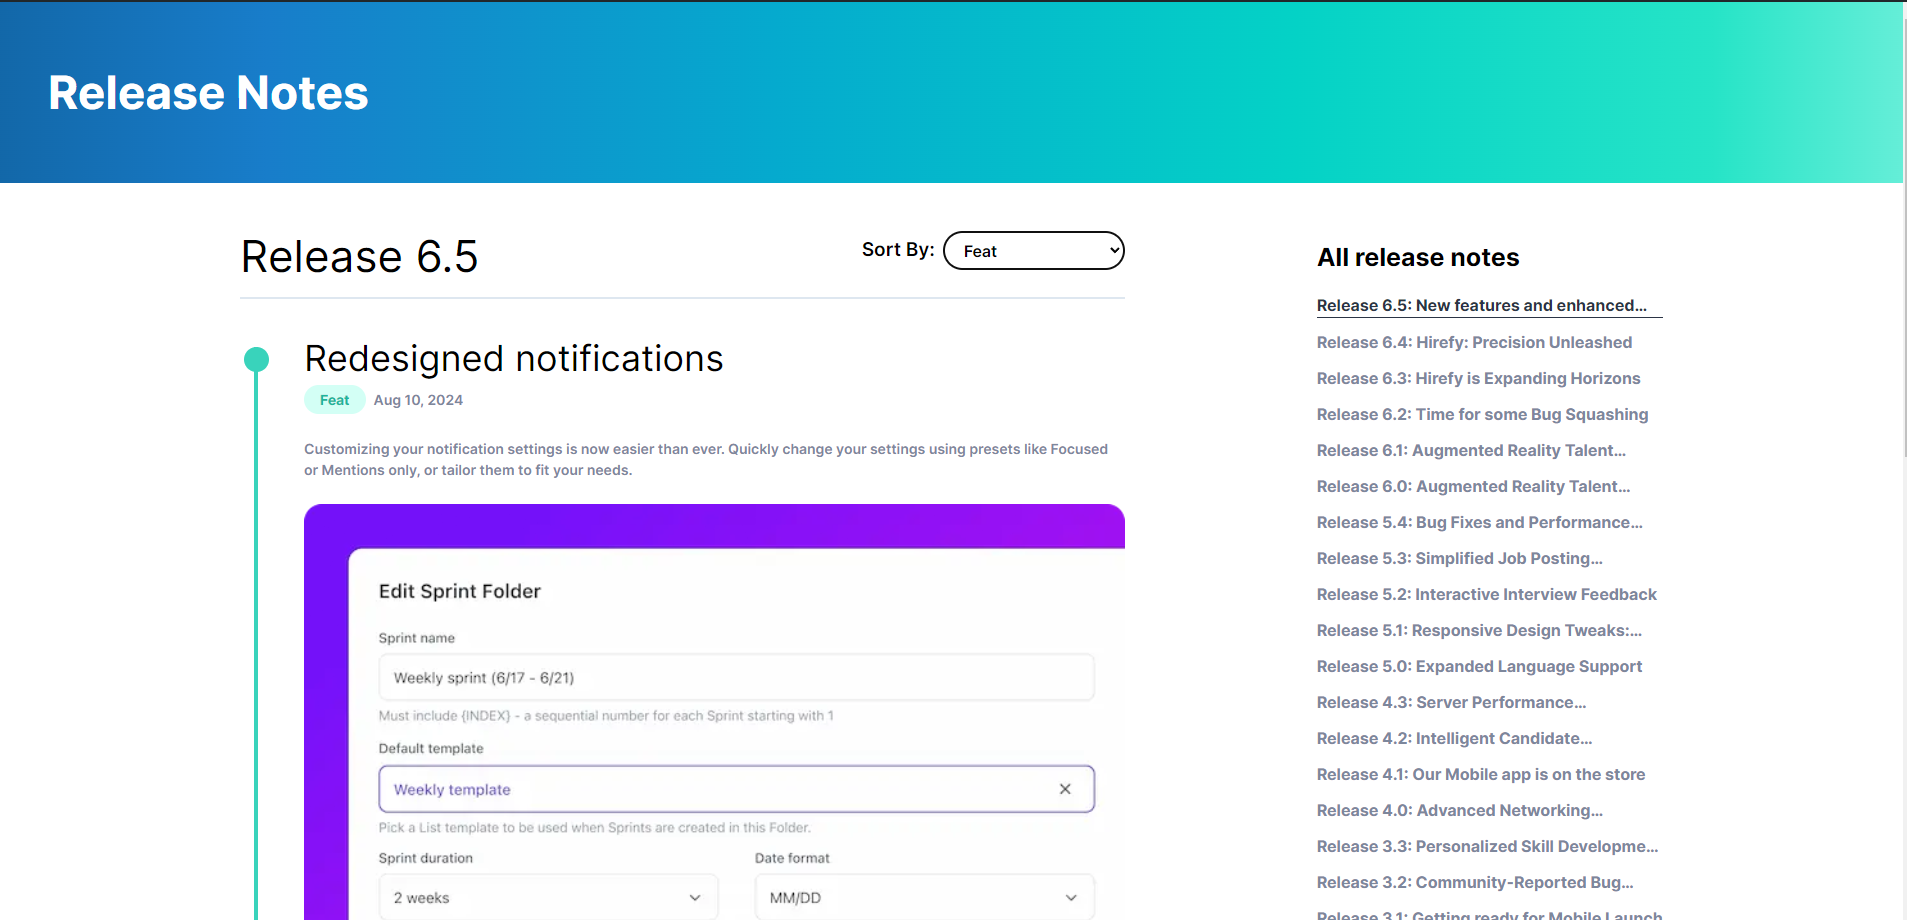 Release Notes
Release 6.5
Sort By:
Feat
Redesigned notifications
Feat
Aug 10, 2024
Customizing your notification settings is now easier than ever. Quickly change your settings using presets like Focused
or Mentions only, or tailor them to fit your needs.
Edit Sprint Folder
Sprint name
Weekly sprint (6/17 - 6/21)
Must include {INDEX} - a sequential number for each Sprint starting with 1
Default template
Weekly template
Pick a List template to be used when Sprints are created in this Folder.
Sprint duration
Date format
2 weeks
MM/DD
All release notes
Release 6.5: New features and enhanced...
Release 6.4: Hirefy: Precision Unleashed
Release 6.3: Hirefy is Expanding Horizons
Release 6.2: Time for some Bug Squashing
Release 6.1: Augmented Reality Talent...
Release 6.0: Augmented Reality Talent...
Release 5.4: Bug Fixes and Performance...
Release 5.3: Simplified Job Posting...
Release 5.2: Interactive Interview Feedback
Release 5.1: Responsive Design Tweaks:...
Release 5.0: Expanded Language Support
Release 4.3: Server Performance...
Release 4.2: Intelligent Candidate...
Release 4.1: Our Mobile app is on the store
Release 4.0: Advanced Networking...
Release 3.3: Personalized Skill Developme...
Release 3.2: Community-Reported Bug...
Release 3.1: Getting ready for Mobile Launch